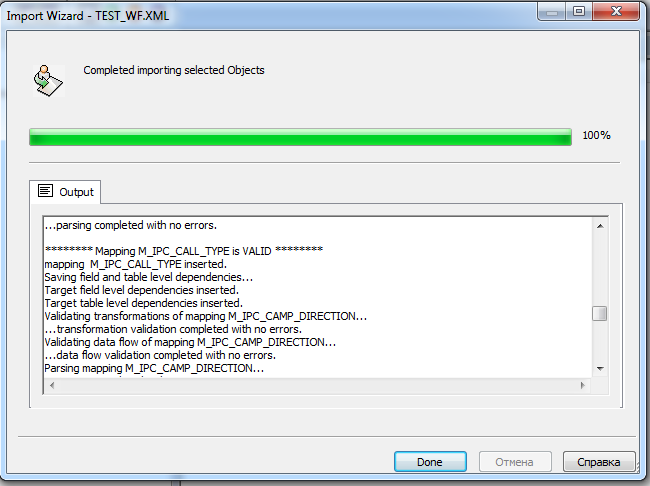 Import Wizard - TEST_WF.XML
Completed importing selected Objects
100%
Output
...parsing completed with no errors.
******** Mapping M_IPC_CALL_TYPE is VALID ********
mapping  M_IPC_CALL_TYPE inserted.
Saving field and table level dependencies...
Target field level dependencies inserted.
Target table level dependencies inserted.
Validating transformations of mapping M_IPC_CAMP_DIRECTION...
...transformation validation completed with no errors.
Validating data flow of mapping M_IPC_CAMP_DIRECTION...
...data flow validation completed with no errors.
Parsing mapping M_IPC_CAMP_DIRECTION...
Done
Отмена
Справка